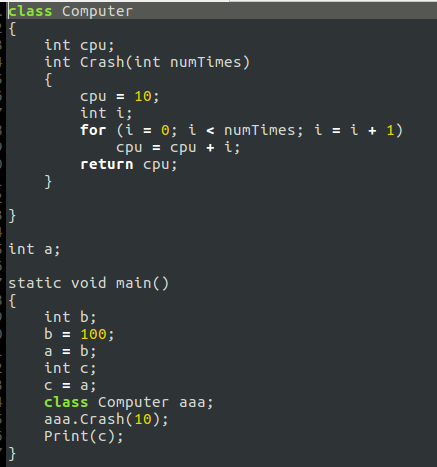 class Computer
{
    int cpu;
    int Crash(int numTimes)
    {
        cpu = 10;
        int i;
        for (i = 0; i < numTimes; i = i + 1)
            cpu = cpu + i;
        return cpu;
    }

}

int a;

static void main()
{
    int b;
    b = 100;
    a = b;
    int c;
    c = a;
    class Computer aaa;
    aaa.Crash(10);
    Print(c);
}